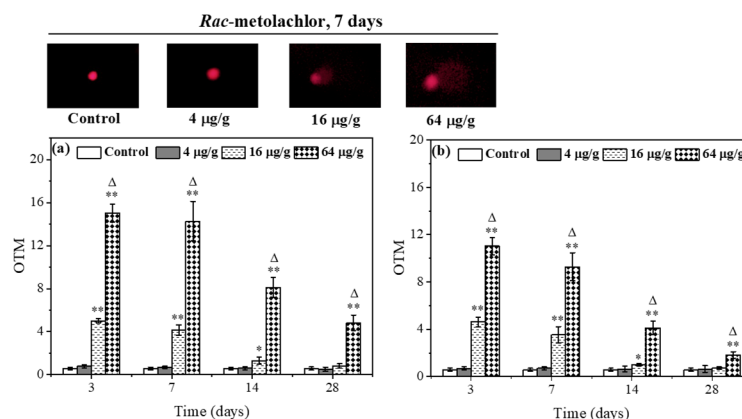 Rac-metolachlor, 7 days
Control 4 μg/g 16 μg/g 64 μg/g
(a) Control 4 μg/g 16 μg/g 64 μg/g
20
16
12
8
4
0
OTM
Δ
**
**
Δ
**
**
Δ
**
*
Δ
**
3 7 14 28
Time (days)
(b) Control 4 μg/g 16 μg/g 64 μg/g
20
16
12
8
4
0
OTM
Δ
**
**
Δ
**
**
Δ
**
*
Δ
**
3 7 14 28
Time (days)